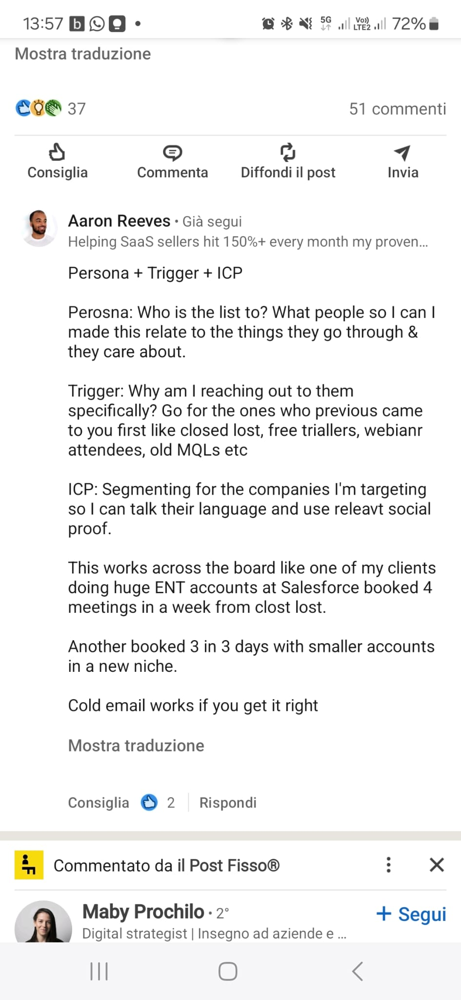 13:57 b 5G Vo)) LTE2 72%
Mostra traduzione
37 51 commenti
Consiglia Commenta Diffondi il post Invia
Aaron Reeves • Già segui
Helping SaaS sellers hit 150%+ every month my proven...
Persona + Trigger + ICP
Perosna: Who is the list to? What people so I can I
made this relate to the things they go through &
they care about.
Trigger: Why am I reaching out to them
specifically? Go for the ones who previous came
to you first like closed lost, free triallers, webianr
attendees, old MQLs etc
ICP: Segmenting for the companies I'm targeting
so I can talk their language and use releavt social
proof.
This works across the board like one of my clients
doing huge ENT accounts at Salesforce booked 4
meetings in a week from clost lost.
Another booked 3 in 3 days with smaller accounts
in a new niche.
Cold email works if you get it right
Mostra traduzione
Consiglia 2 Rispondi
Commentato da il Post Fisso®
Maby Prochilo • 2°
+ Segui
Digital strategist | Insegno ad aziende e ...